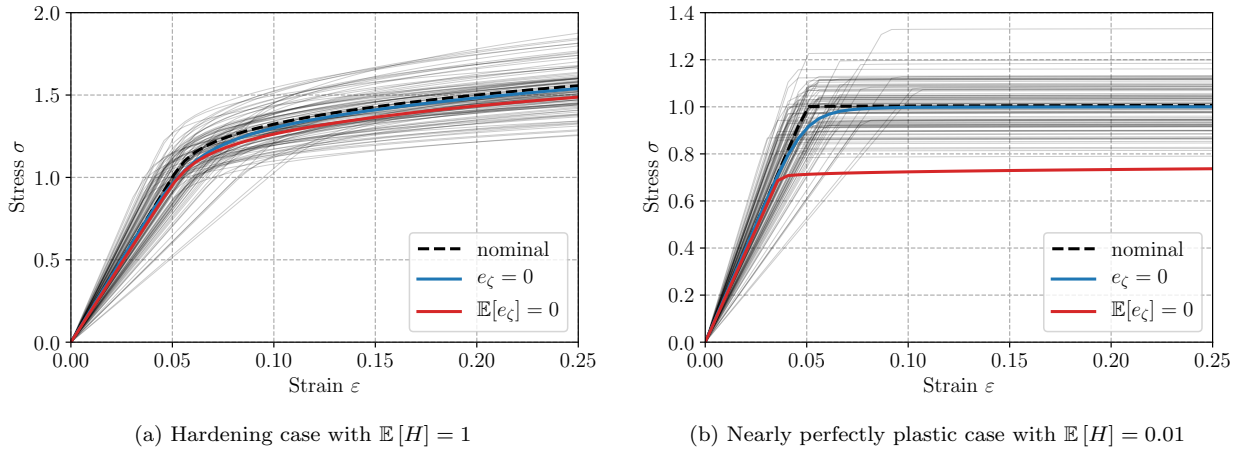 2.0
1.5
1.0
0.5
0.0
Stress σ
0.00 0.05 0.10 0.15 0.20 0.25
Strain ε
nominal
e_ζ = 0
𝔼[e_ζ] = 0
(a) Hardening case with 𝔼 [H] = 1
1.4
1.2
1.0
0.8
0.6
0.4
0.2
0.0
Stress σ
0.00 0.05 0.10 0.15 0.20 0.25
Strain ε
nominal
e_ζ = 0
𝔼[e_ζ] = 0
(b) Nearly perfectly plastic case with 𝔼 [H] = 0.01